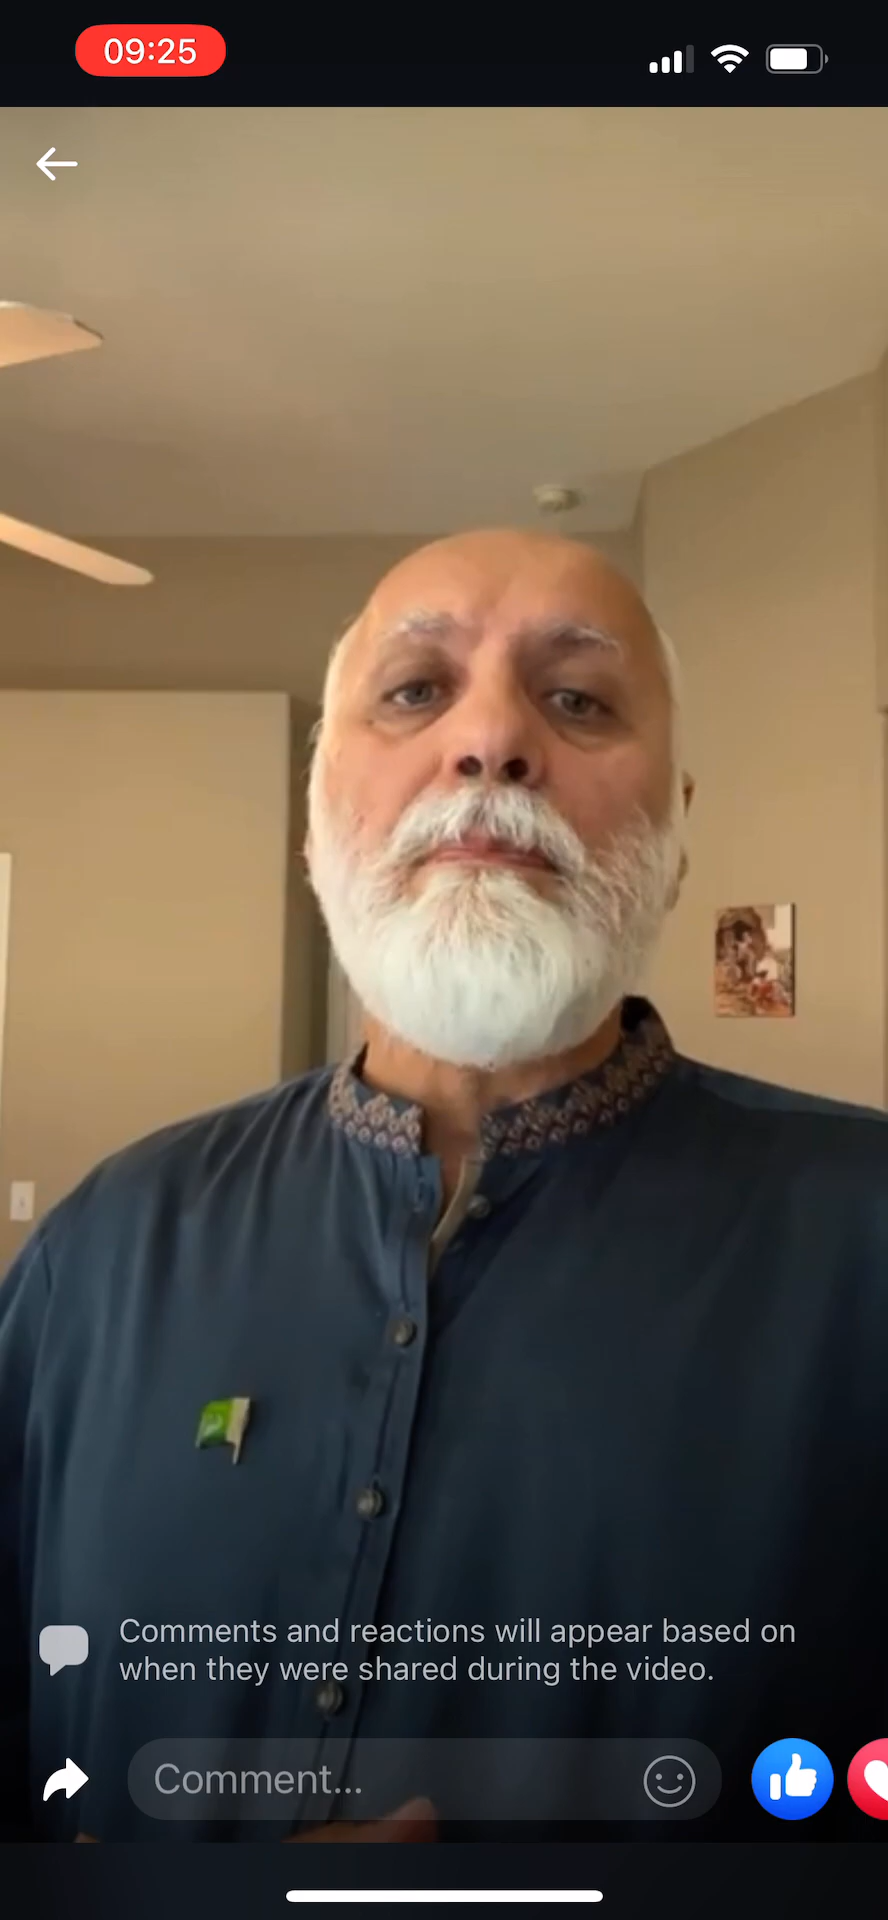 09:25
Comments and reactions will appear based on
when they were shared during the video.
Comment...